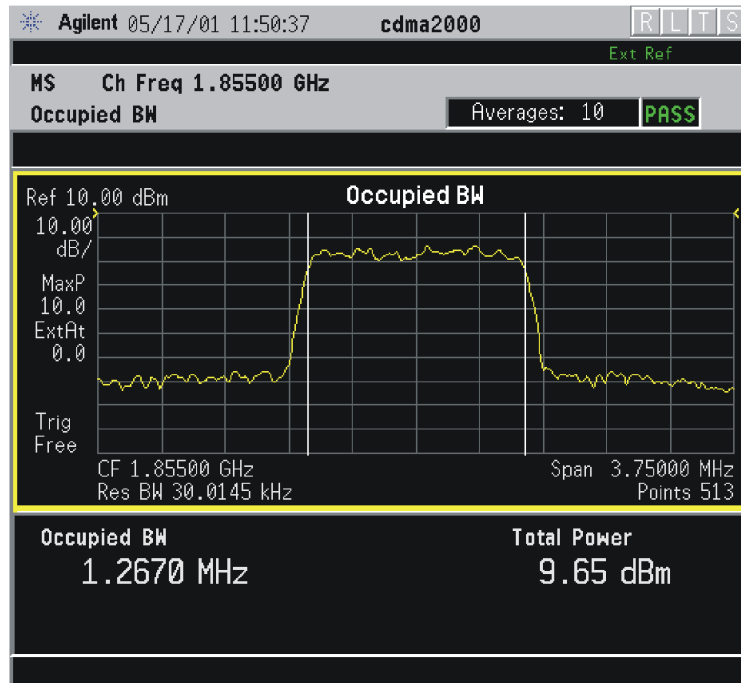 Agilent 05/17/01 11:50:37 cdma2000 R L T S
Ext Ref
MS Ch Freq 1.85500 GHz
Occupied BW Averages: 10 PASS
Ref 10.00 dBm Occupied BW
10.00
dB/
MaxP
10.0
ExtAt
0.0
Trig
Free
CF 1.85500 GHz Span 3.75000 MHz
Res BW 30.0145 kHz Points 513
Occupied BW Total Power
1.2670 MHz 9.65 dBm